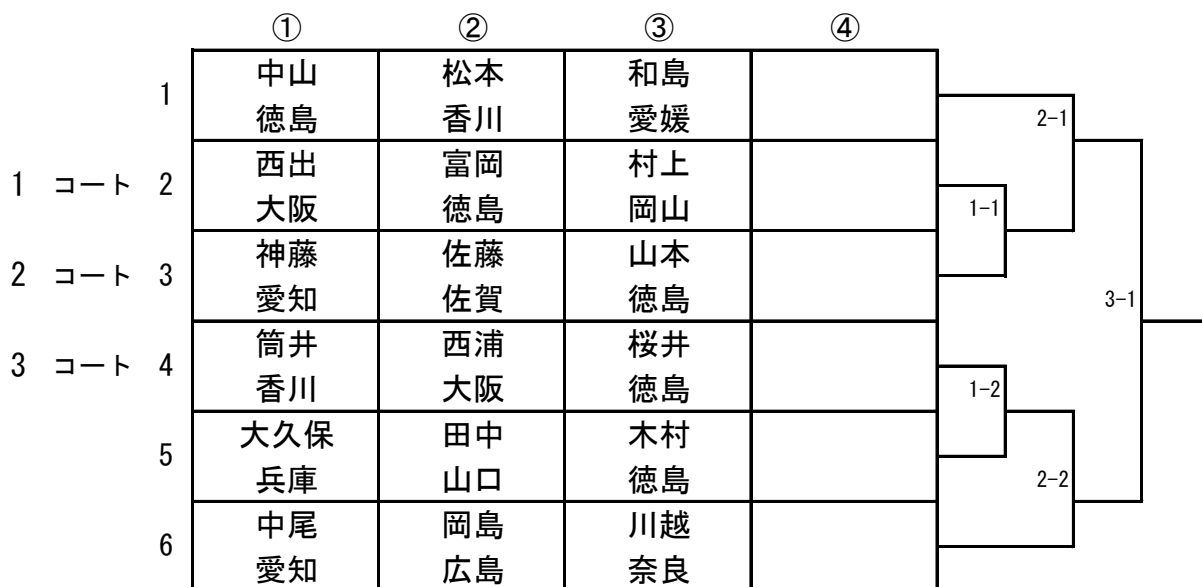 ① ② ③ ④
1 中山 松本 和島
徳島 香川 愛媛
2-1
1 コート 2 西出 富岡 村上
大阪 徳島 岡山
1-1
2 コート 3 神藤 佐藤 山本
愛知 佐賀 徳島
3-1
3 コート 4 筒井 西浦 桜井
香川 大阪 徳島
1-2
5 大久保 田中 木村
兵庫 山口 徳島
2-2
6 中尾 岡島 川越
愛知 広島 奈良